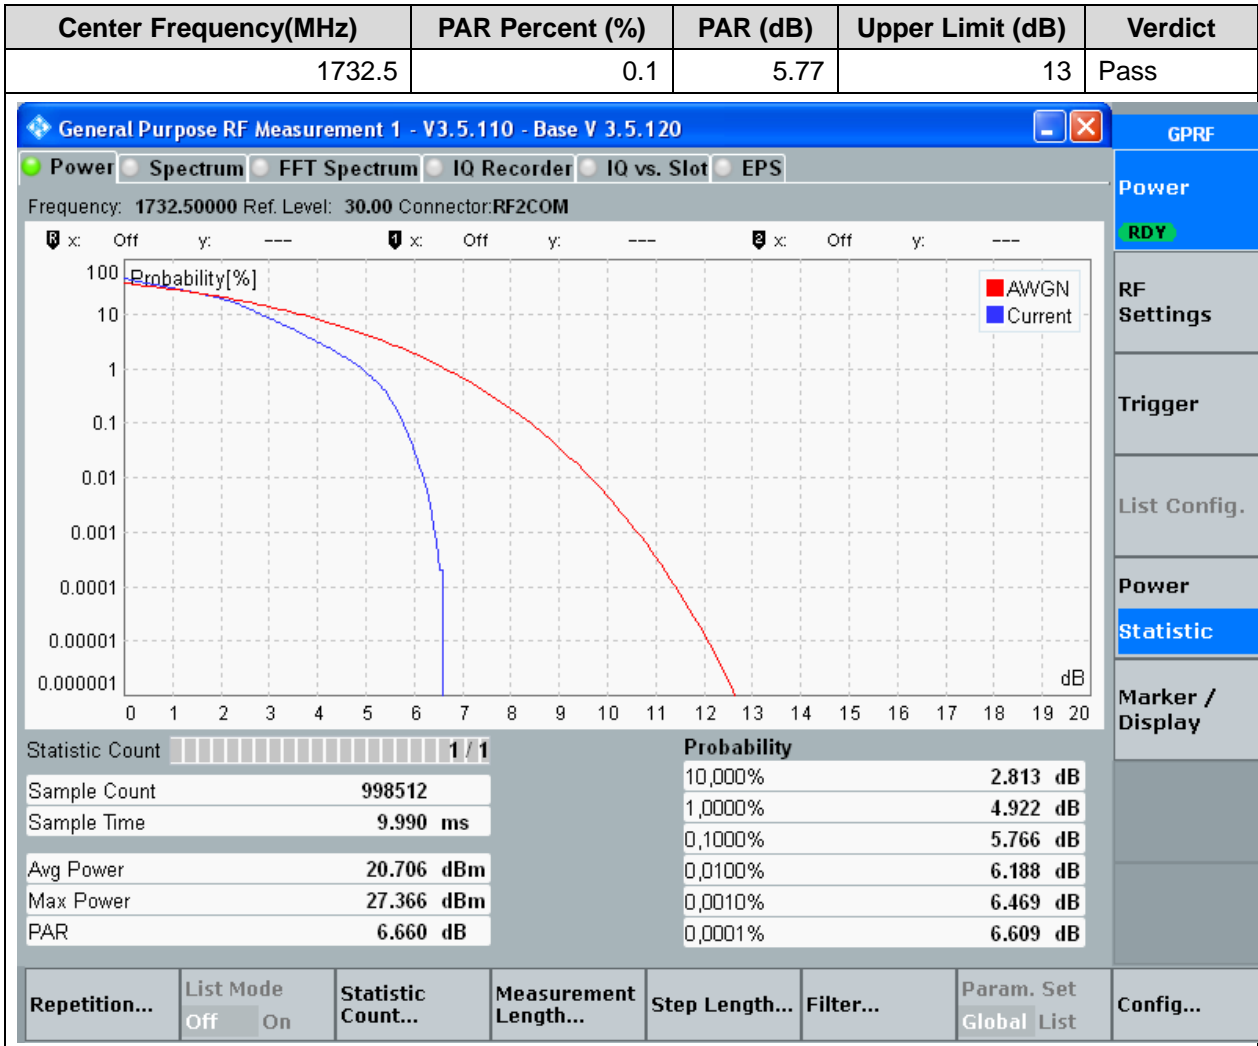 Center Frequency(MHz) PAR Percent (%) PAR (dB) Upper Limit (dB) Verdict
1732.5 0.1 5.77 13 Pass
General Purpose RF Measurement 1 - V3.5.110 - Base V 3.5.120
GPRF
Power Spectrum FFT Spectrum IQ Recorder IQ vs. Slot EPS
Power
RDY
Frequency: 1732.50000 Ref. Level: 30.00 Connector:RF2COM
R x: Off y: --- 1 x: Off y: --- 2 x: Off y: ---
Probability[%]
AWGN
Current
100
10
1
0.1
0.01
0.001
0.0001
0.00001
0.000001
dB
0 1 2 3 4 5 6 7 8 9 10 11 12 13 14 15 16 17 18 19 20
RF
Settings
Trigger
List Config.
Power
Statistic
Marker /
Display
Statistic Count 1 / 1
Sample Count 998512
Sample Time 9.990 ms
Avg Power 20.706 dBm
Max Power 27.366 dBm
PAR 6.660 dB
Probability
10,000% 2.813 dB
1,0000% 4.922 dB
0,1000% 5.766 dB
0,0100% 6.188 dB
0,0010% 6.469 dB
0,0001% 6.609 dB
Repetition...
List Mode
Off On
Statistic
Count...
Measurement
Length...
Step Length...
Filter...
Param. Set
Global List
Config...